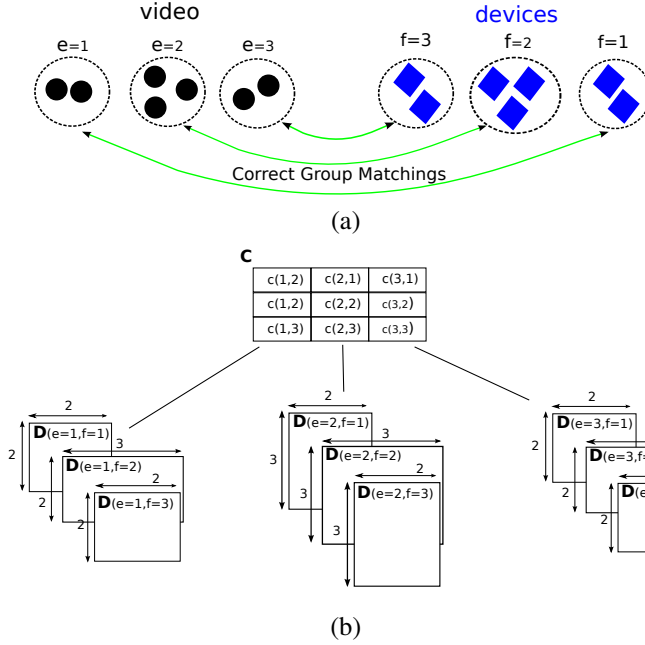 video
devices
e=1
e=2
e=3
f=3
f=2
f=1
Correct Group Matchings
(a)
C
c(1,2) c(2,1) c(3,1)
c(1,2) c(2,2) c(3,2)
c(1,3) c(2,3) c(3,3)
2
2
D(e=1,f=1)
3
2
D(e=1,f=2)
2
2
D(e=1,f=3)
2
3
D(e=2,f=1)
3
3
D(e=2,f=2)
2
3
D(e=2,f=3)
2
2
D(e=3,f=1)
2
D(e=3,f=
2
D(e
(b)